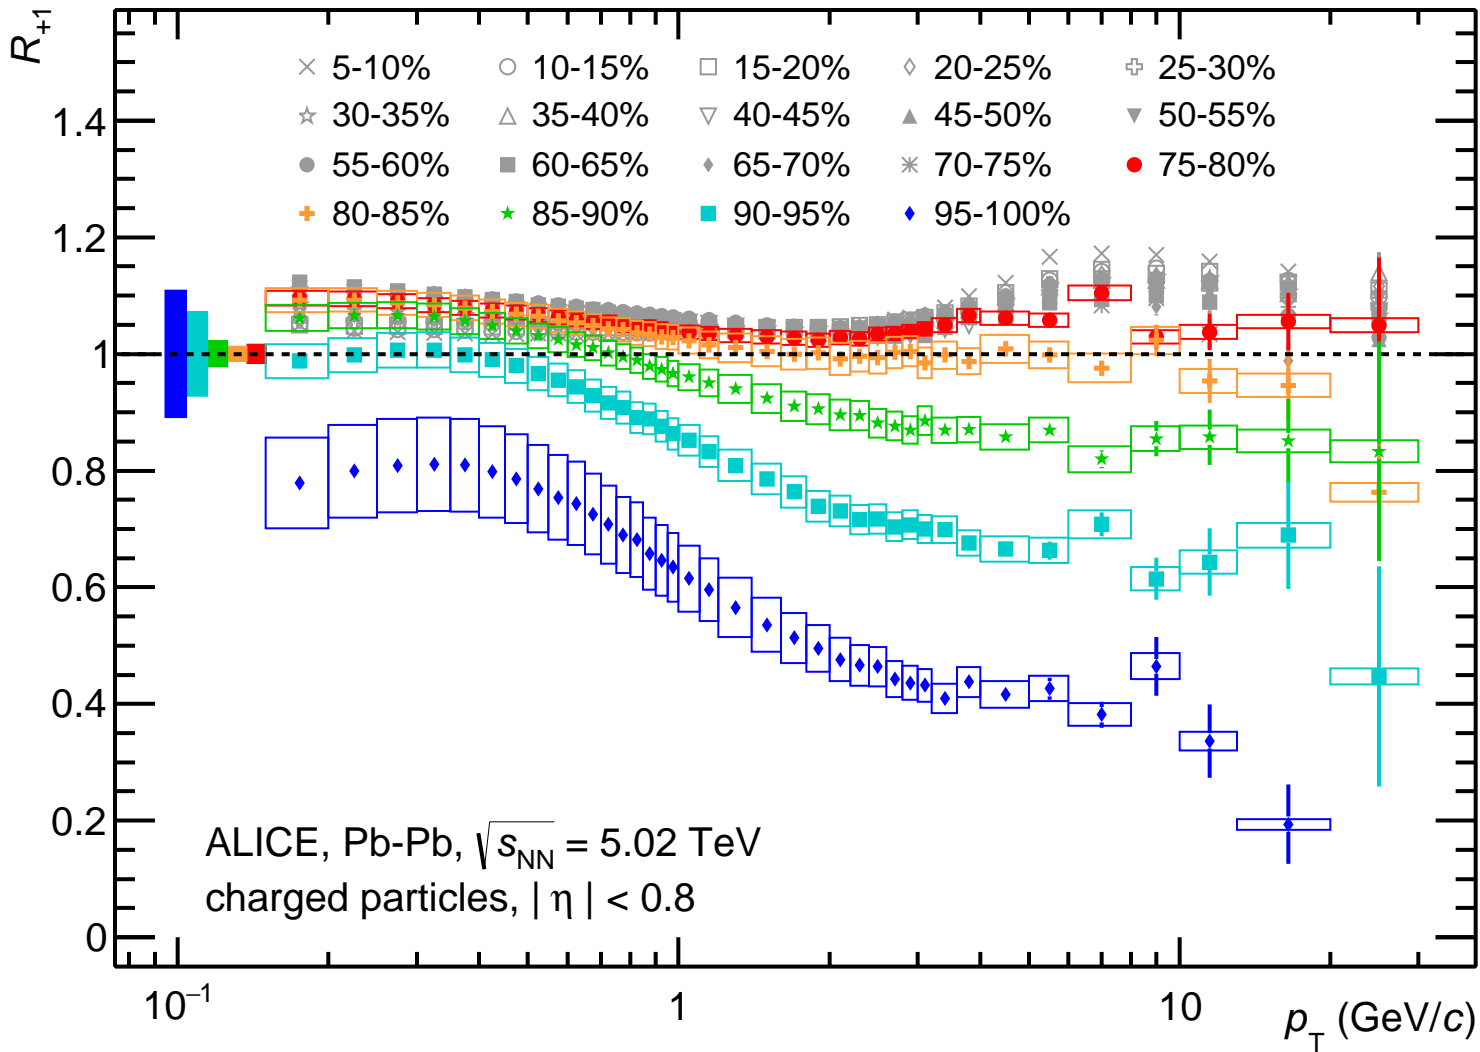 R+1
5-10% 10-15% 15-20% 20-25% 25-30%
30-35% 35-40% 40-45% 45-50% 50-55%
55-60% 60-65% 65-70% 70-75% 75-80%
80-85% 85-90% 90-95% 95-100%
1.4
1.2
1
0.8
0.6
0.4
0.2
0
ALICE, Pb-Pb, √sNN = 5.02 TeV
charged particles, | η | < 0.8
10−1 1 10
pT (GeV/c)